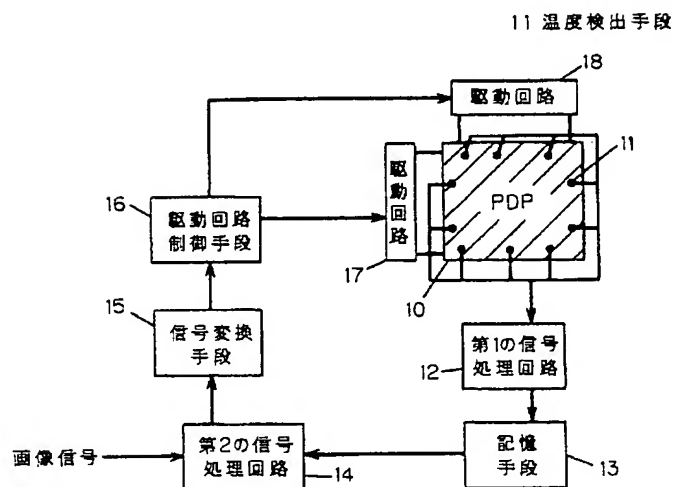 11 温度検出手段
18
駆動回路
11
駆動回路
PDP
16
駆動回路
制御手段
17
10
15
信号変換
手段
第1の信号
処理回路
12
画像信号
第2の信号
処理回路
14
記憶
手段
13